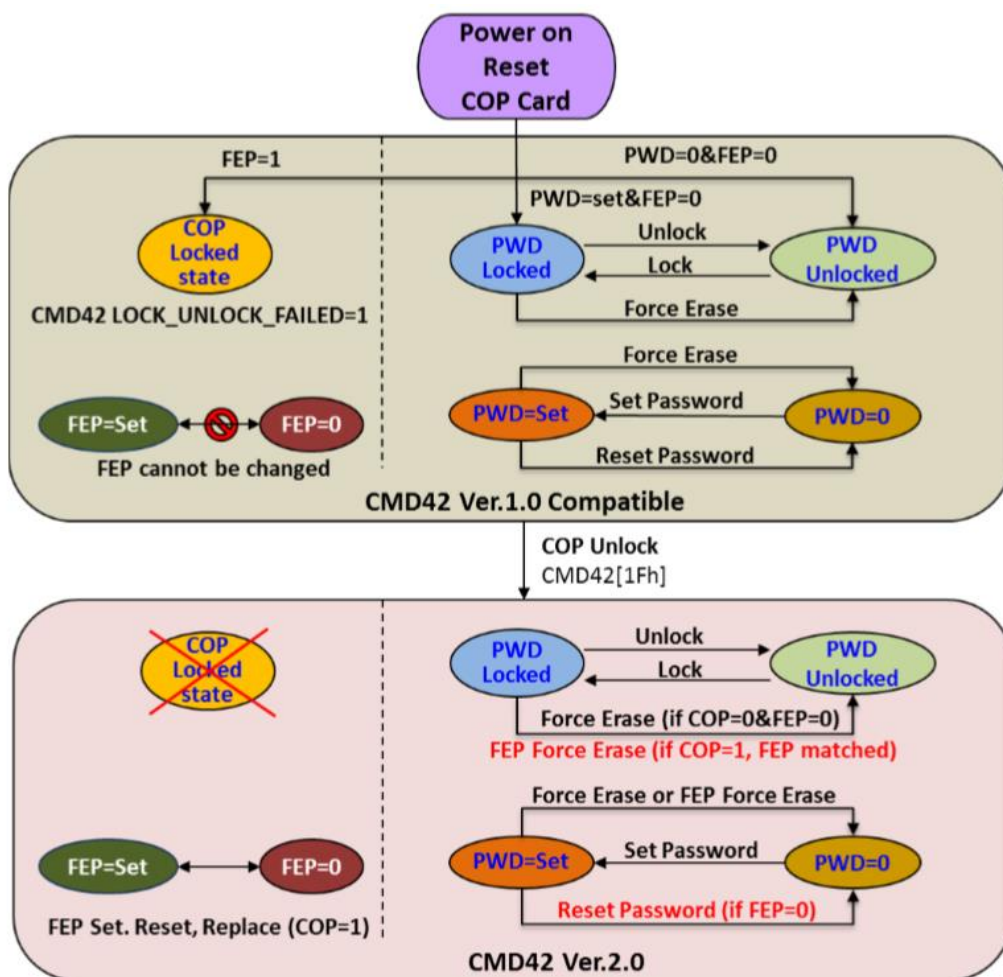 Power on
Reset
COP Card
FEP=1
PWD=0&FEP=0
PWD=set&FEP=0
COP
Locked
state
PWD
Locked
Unlock
Lock
PWD
Unlocked
Force Erase
CMD42 LOCK_UNLOCK_FAILED=1
Force Erase
FEP=Set
FEP=0
PWD=Set
Set Password
PWD=0
FEP cannot be changed
Reset Password
CMD42 Ver.1.0 Compatible
COP Unlock
CMD42[1Fh]
COP
Locked
state
PWD
Locked
Unlock
Lock
PWD
Unlocked
Force Erase (if COP=0&FEP=0)
FEP Force Erase (if COP=1, FEP matched)
Force Erase or FEP Force Erase
FEP=Set
FEP=0
PWD=Set
Set Password
PWD=0
FEP Set. Reset, Replace (COP=1)
Reset Password (if FEP=0)
CMD42 Ver.2.0